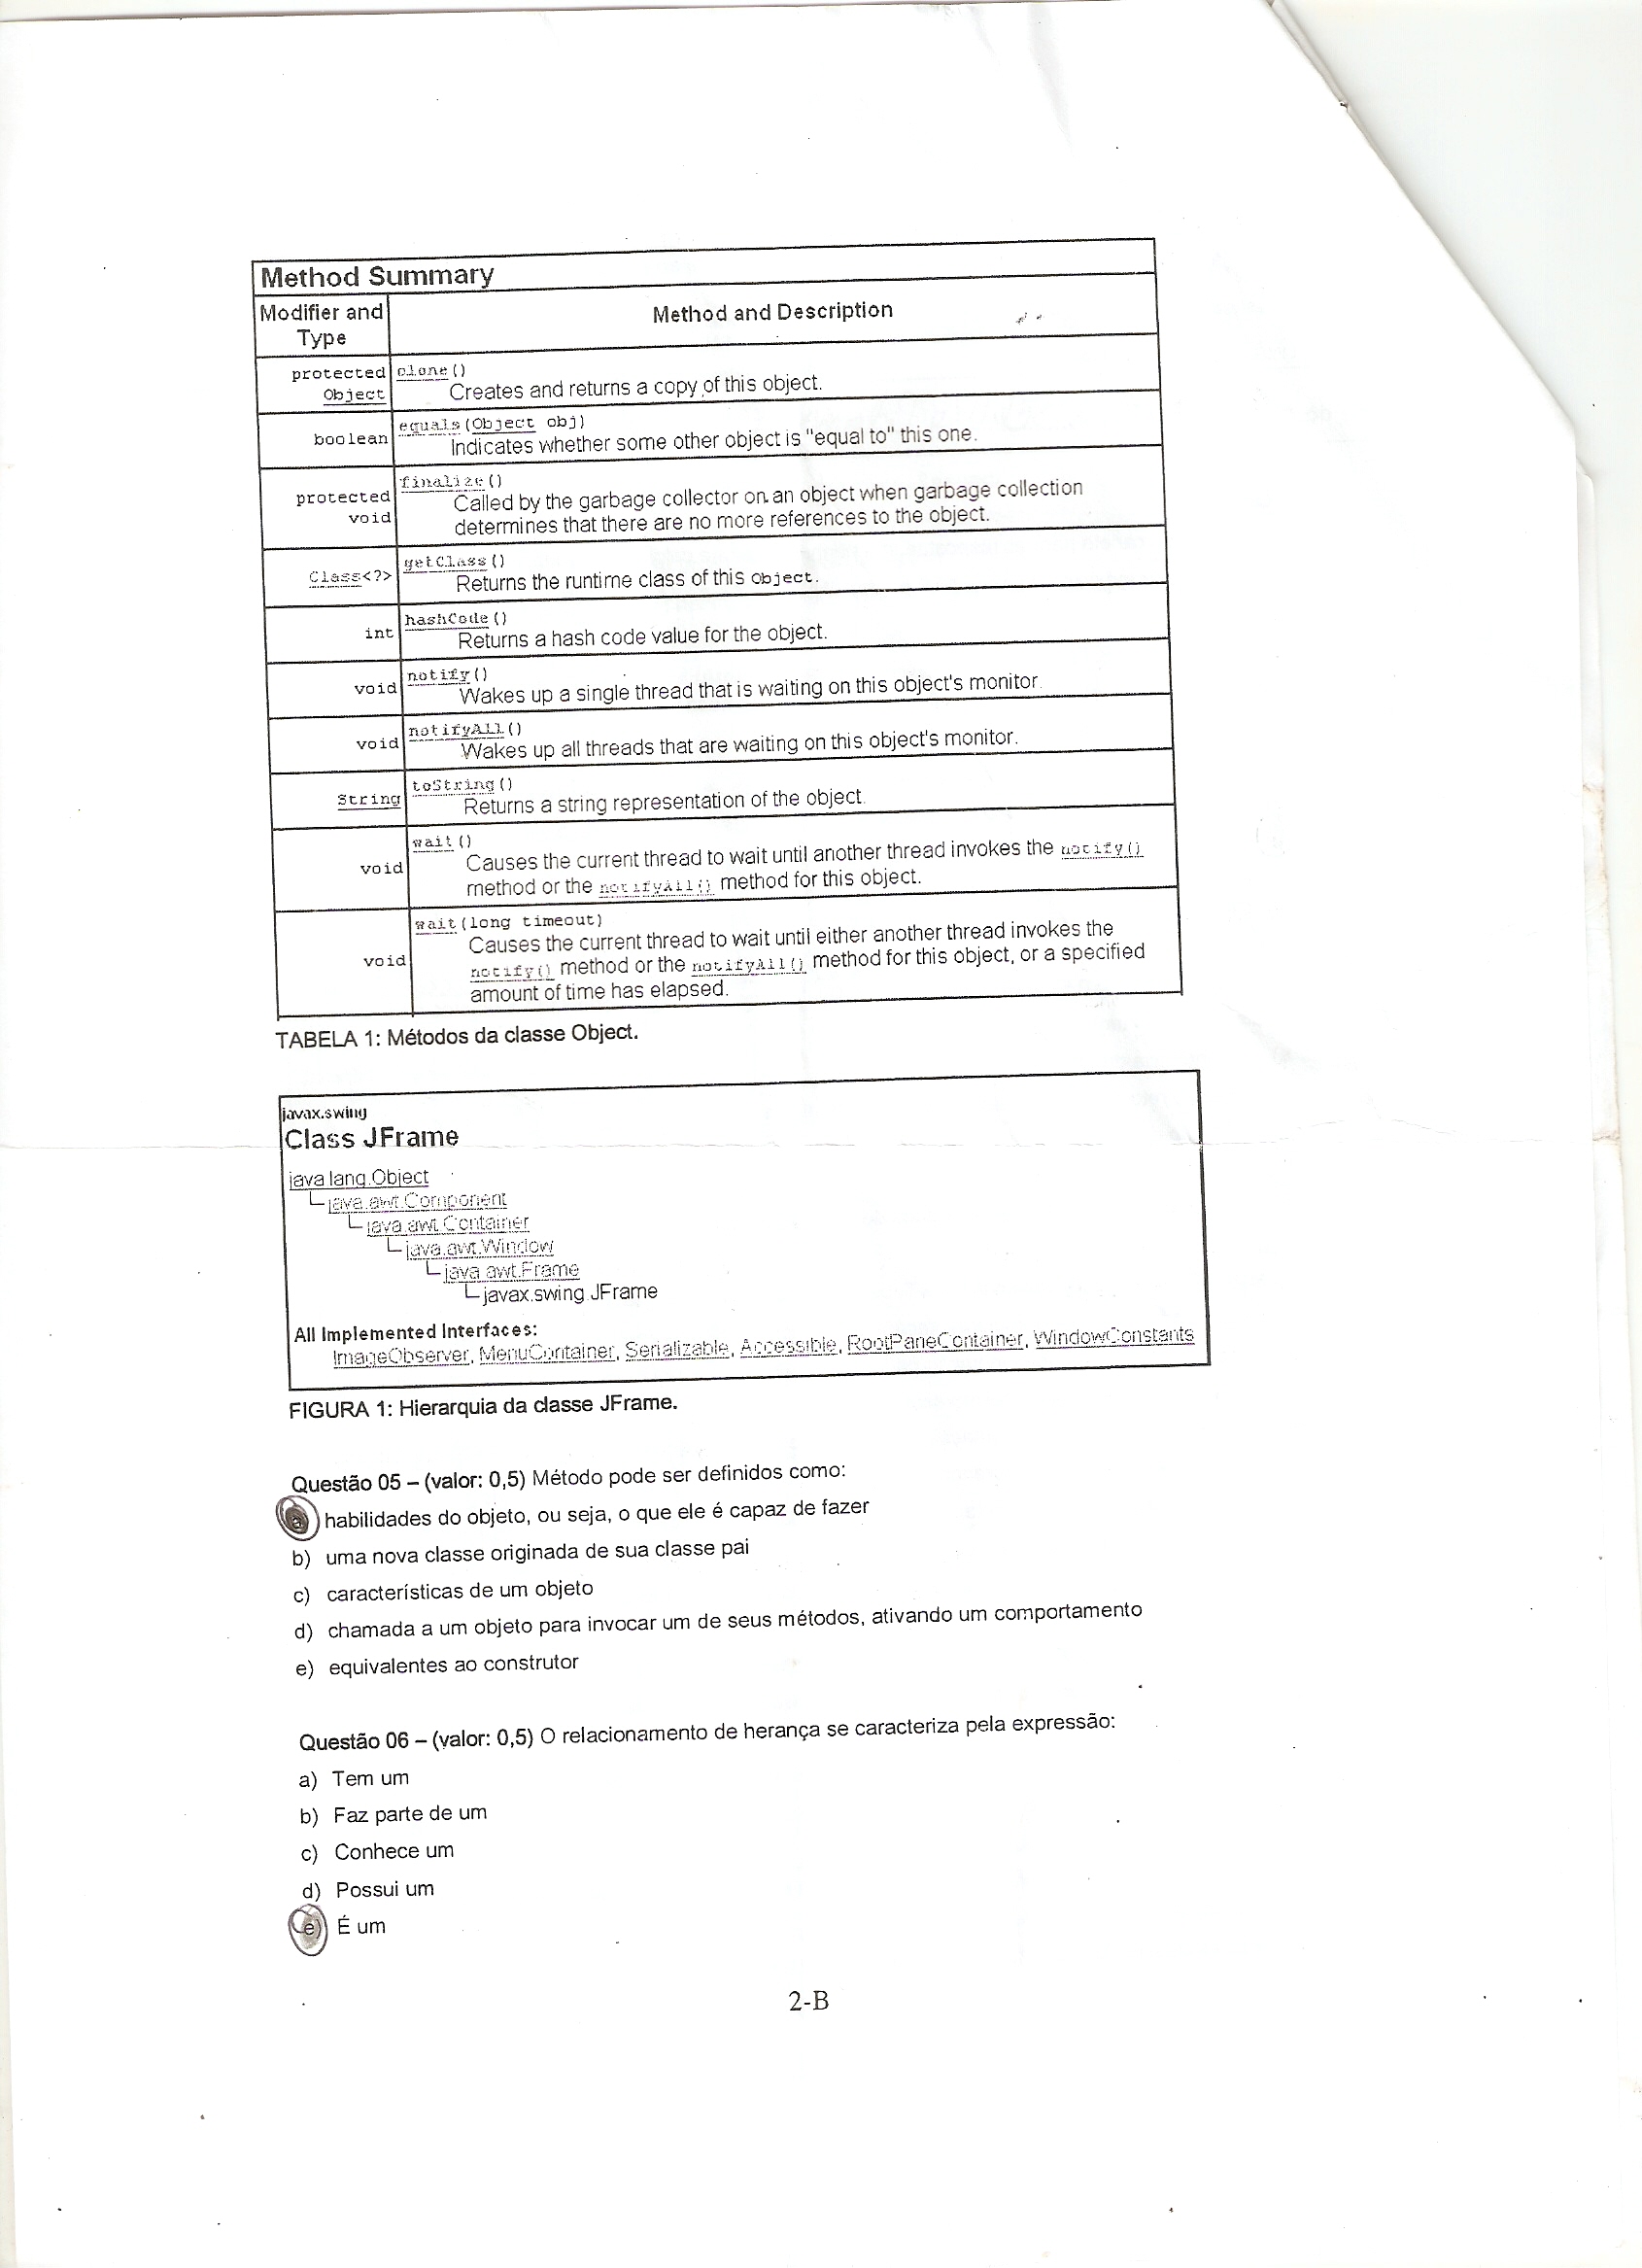 Method Summary
Modifier and Type
Method and Description
protected Object
clone()
Creates and returns a copy of this object.
boolean
equals(Object obj)
Indicates whether some other object is "equal to" this one.
protected void
finalize()
Called by the garbage collector on an object when garbage collection
determines that there are no more references to the object.
Class<?>
getClass()
Returns the runtime class of this Object.
int
hashCode()
Returns a hash code value for the object.
void
notify()
Wakes up a single thread that is waiting on this object's monitor.
void
notifyAll()
Wakes up all threads that are waiting on this object's monitor.
String
toString()
Returns a string representation of the object.
void
wait()
Causes the current thread to wait until another thread invokes the notify()
method or the notifyAll() method for this object.
void
wait(long timeout)
Causes the current thread to wait until either another thread invokes the
notify() method or the notifyAll() method for this object, or a specified
amount of time has elapsed.
TABELA 1: Métodos da classe Object.
javax.swing
Class JFrame
java.lang.Object
java.awt.Component
java.awt.Container
java.awt.Window
java.awt.Frame
javax.swing.JFrame
All Implemented Interfaces:
ImageObserver, MenuContainer, Serializable, Accessible, RootPaneContainer, WindowConstants
FIGURA 1: Hierarquia da classe JFrame.
Questão 05 – (valor: 0,5) Método pode ser definidos como:
a) habilidades do objeto, ou seja, o que ele é capaz de fazer
b) uma nova classe originada de sua classe pai
c) características de um objeto
d) chamada a um objeto para invocar um de seus métodos, ativando um comportamento
e) equivalentes ao construtor
Questão 06 – (valor: 0,5) O relacionamento de herança se caracteriza pela expressão:
a) Tem um
b) Faz parte de um
c) Conhece um
d) Possui um
e) É um
2-B